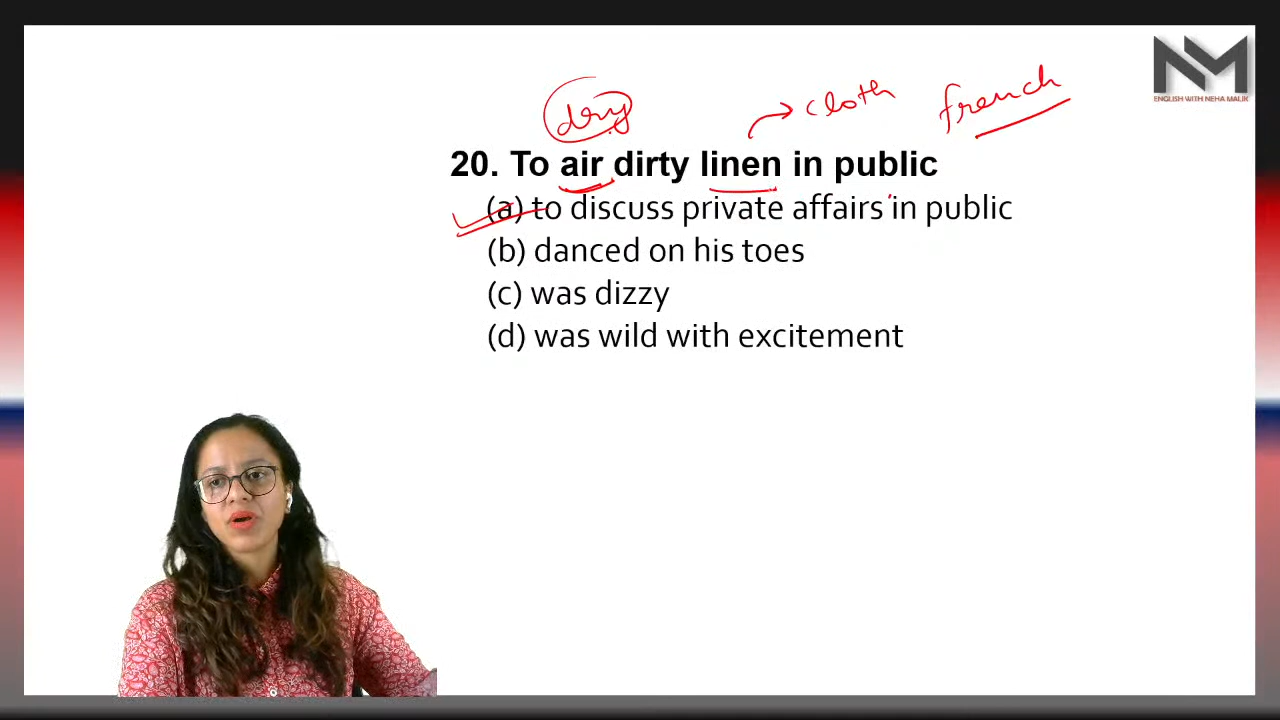 dry
cloth
french
NM
ENGLISH WITH NEHA MALIK
20. To air dirty linen in public
(a) to discuss private affairs in public
(b) danced on his toes
(c) was dizzy
(d) was wild with excitement